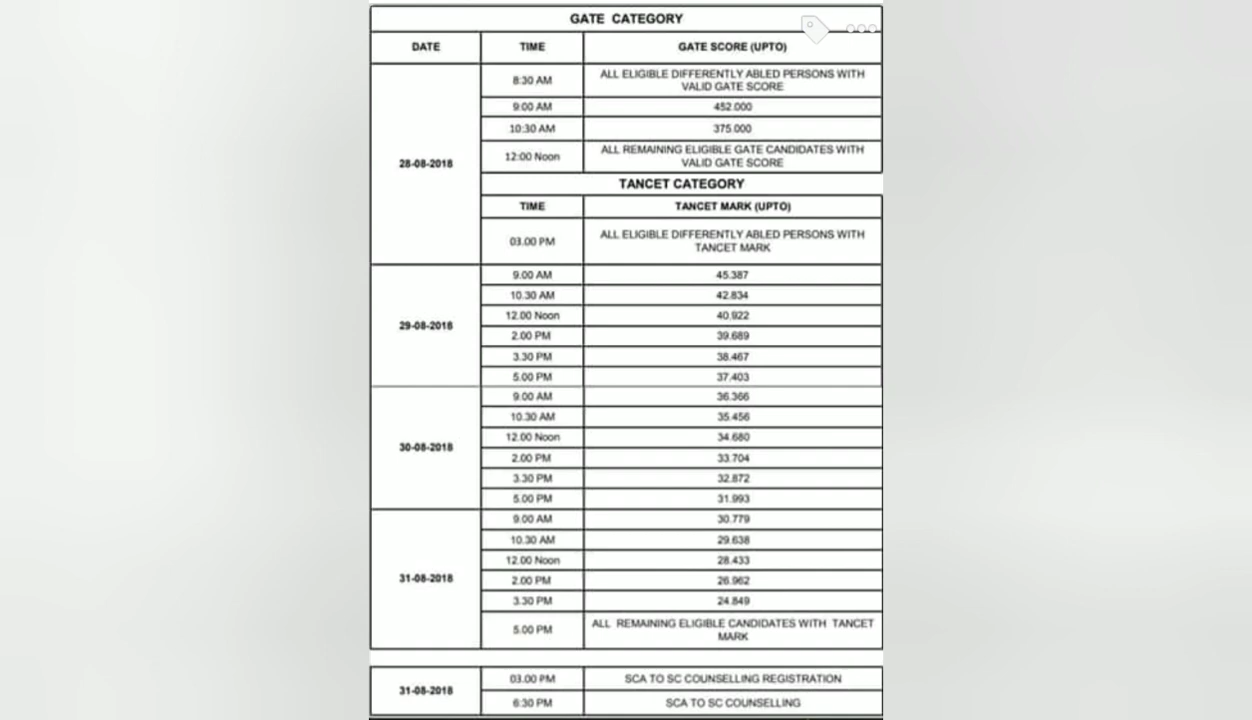 GATE CATEGORY
DATE TIME GATE SCORE (UPTO)
28-08-2018
8:30 AM ALL ELIGIBLE DIFFERENTLY ABLED PERSONS WITH
VALID GATE SCORE
9:00 AM 452.000
10:30 AM 375.000
12:00 Noon ALL REMAINING ELIGIBLE GATE CANDIDATES WITH
VALID GATE SCORE
TANCET CATEGORY
TIME TANCET MARK (UPTO)
03.00 PM ALL ELIGIBLE DIFFERENTLY ABLED PERSONS WITH
TANCET MARK
29-08-2018
9.00 AM 45.387
10.30 AM 42.834
12.00 Noon 40.922
2.00 PM 39.689
3.30 PM 38.467
5.00 PM 37.403
30-08-2018
9.00 AM 36.366
10.30 AM 35.456
12.00 Noon 34.680
2.00 PM 33.704
3.30 PM 32.872
5.00 PM 31.993
31-08-2018
9.00 AM 30.779
10.30 AM 29.638
12.00 Noon 28.433
2.00 PM 26.962
3.30 PM 24.849
5.00 PM ALL REMAINING ELIGIBLE CANDIDATES WITH TANCET
MARK
31-08-2018
03.00 PM SCA TO SC COUNSELLING REGISTRATION
6:30 PM SCA TO SC COUNSELLING